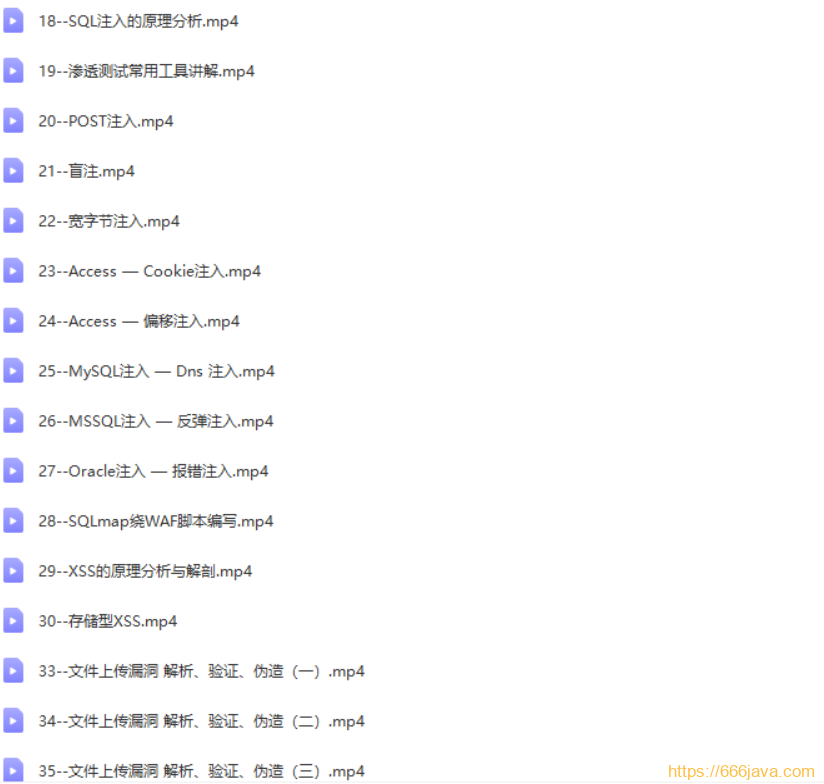 18--SQL注入的原理分析.mp4
19--渗透测试常用工具讲解.mp4
20--POST注入.mp4
21--盲注.mp4
22--宽字节注入.mp4
23--Access — Cookie注入.mp4
24--Access — 偏移注入.mp4
25--MySQL注入 — Dns 注入.mp4
26--MSSQL注入 — 反弹注入.mp4
27--Oracle注入 — 报错注入.mp4
28--SQLmap绕WAF脚本编写.mp4
29--XSS的原理分析与解剖.mp4
30--存储型XSS.mp4
33--文件上传漏洞 解析、验证、伪造（一）.mp4
34--文件上传漏洞 解析、验证、伪造（二）.mp4
35--文件上传漏洞 解析、验证、伪造（三）.mp4
https://666java.com